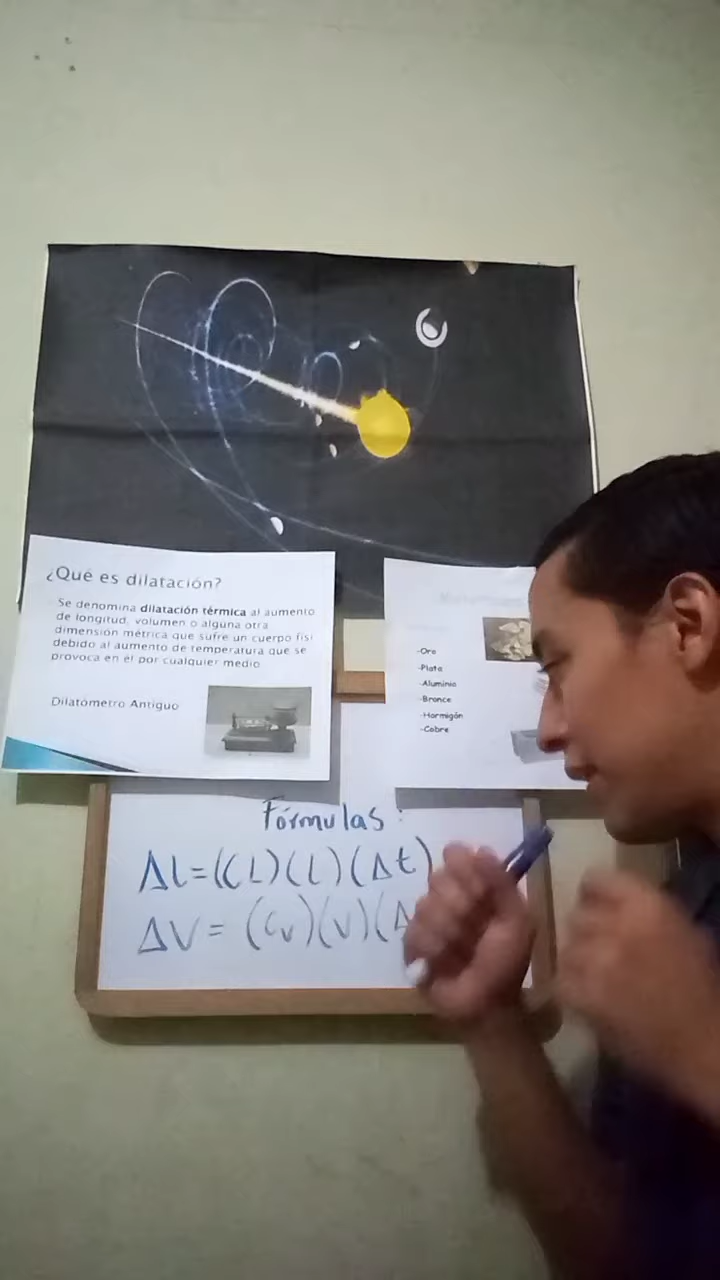 ¿Qué es dilatación?
Se denomina dilatación térmica al aumento
de longitud, volumen o alguna otra
dimensión métrica que sufre un cuerpo físi
debido al aumento de temperatura que se
provoca en él por cualquier medio
Dilatómetro Antiguo
-Oro
-Plata
-Aluminio
-Bronce
-Hormigón
-Cobre
Fórmulas:
ΔL=(CL)(L)(Δt)
ΔV=(Cv)(V)(Δ